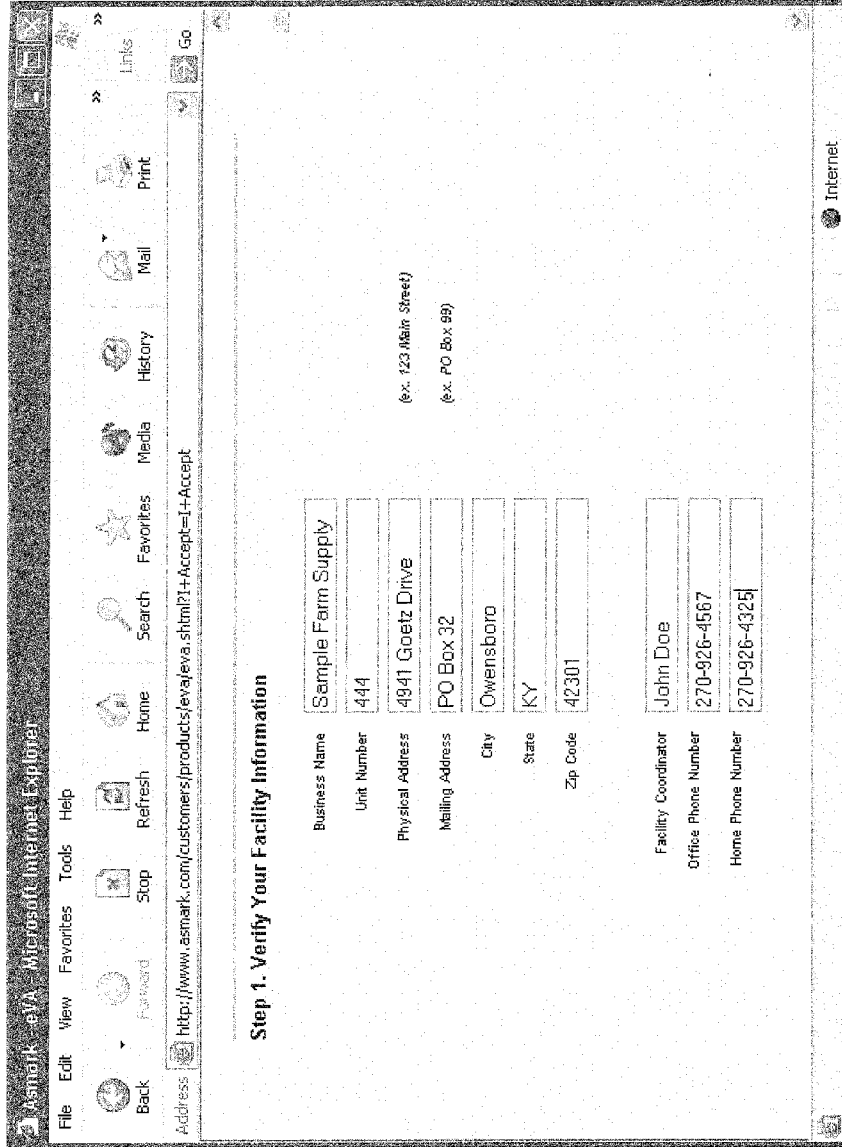 Asmark - eVA - Microsoft Internet Explorer
File Edit View Favorites Tools Help
Back Forward Stop Refresh Home Search Favorites Media History Mail Print » Links »
Address http://www.asmark.com/customers/products/eva/eva.shtml?I+Accept=I+Accept Go
Step 1. Verify Your Facility Information
Business Name Sample Farm Supply
Unit Number 444
Physical Address 4941 Goetz Drive (ex. 123 Main Street)
Mailing Address PO Box 32 (ex. PO Box 99)
City Owensboro
State KY
Zip Code 42301
Facility Coordinator John Doe
Office Phone Number 270-926-4567
Home Phone Number 270-926-4325
Internet